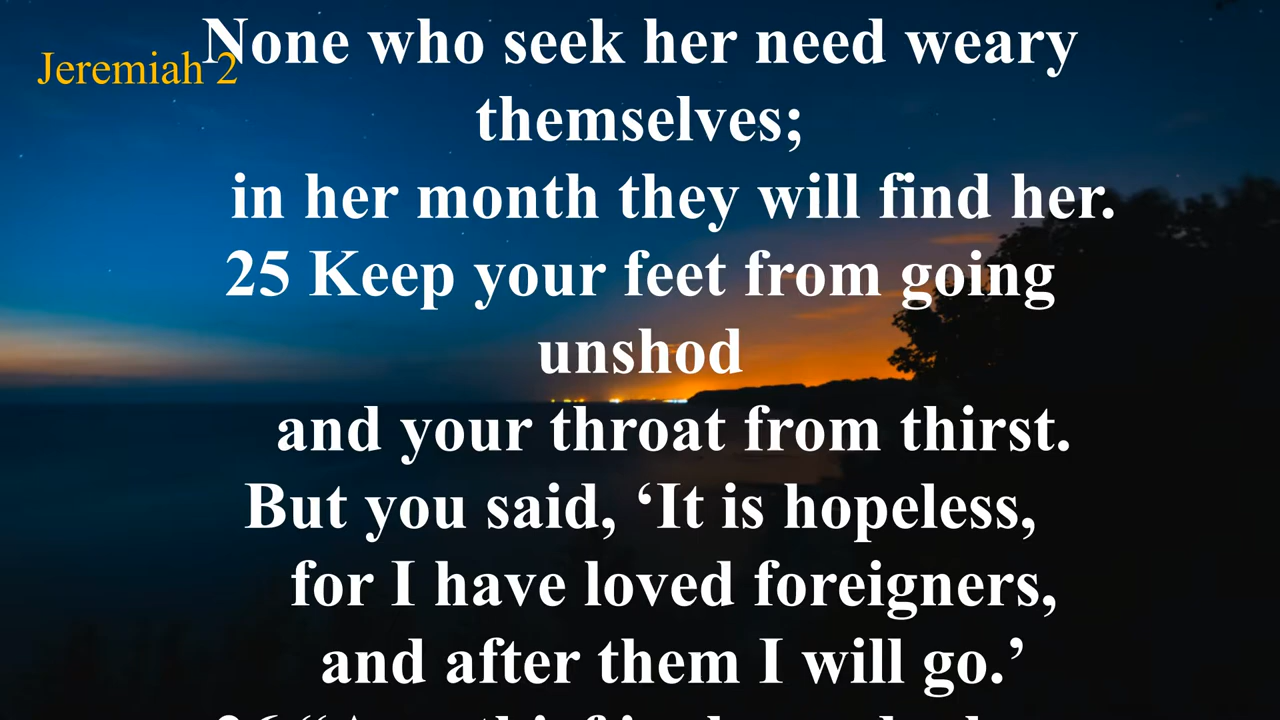 Jeremiah 2
None who seek her need weary
themselves;
in her month they will find her.
25 Keep your feet from going
unshod
and your throat from thirst.
But you said, ‘It is hopeless,
for I have loved foreigners,
and after them I will go.’